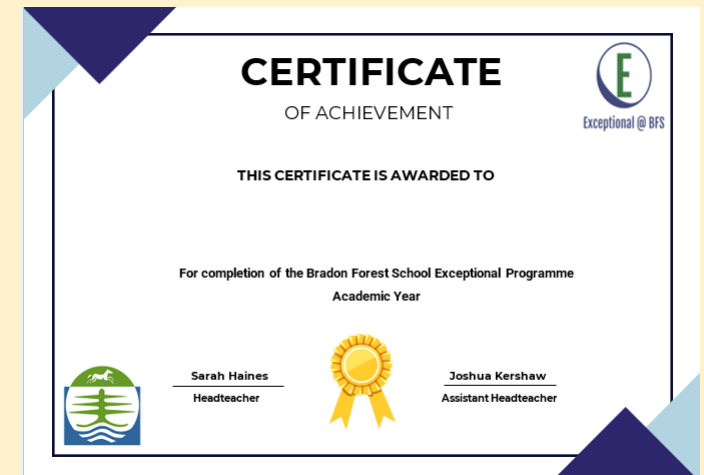 CERTIFICATE
OF ACHIEVEMENT
E
Exceptional @ BFS
THIS CERTIFICATE IS AWARDED TO
For completion of the Bradon Forest School Exceptional Programme
Academic Year
Sarah Haines
Headteacher
Joshua Kershaw
Assistant Headteacher